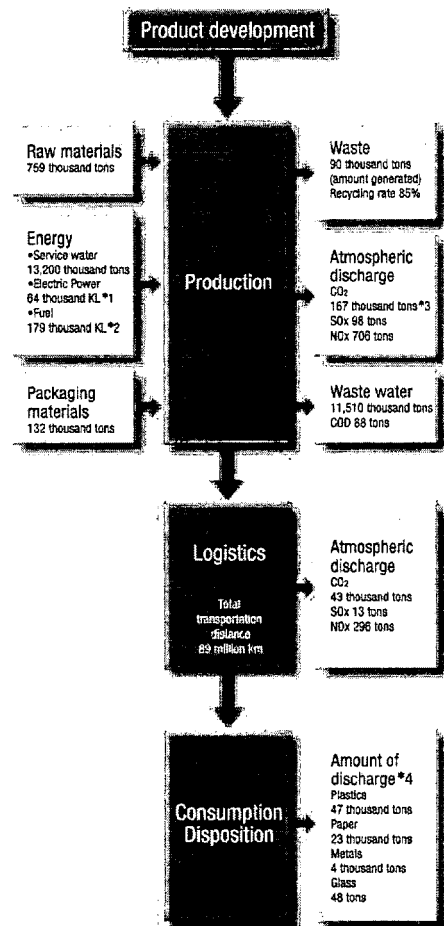 Product development
Raw materials
759 thousand tons
Energy
•Service water
13,200 thousand tons
•Electric Power
64 thousand KL*1
•Fuel
179 thousand KL*2
Packaging
materials
132 thousand tons
Production
Waste
90 thousand tons
(amount generated)
Recycling rate 85%
Atmospheric
discharge
CO₂
167 thousand tons*3
SOx 98 tons
NOx 706 tons
Waste water
11,510 thousand tons
COD 88 tons
Logistics
Total
transportation
distance
89 million km
Atmospheric
discharge
CO₂
43 thousand tons
SOx 13 tons
NOx 296 tons
Consumption
Disposition
Amount of
discharge*4
Plastics
47 thousand tons
Paper
23 thousand tons
Metals
4 thousand tons
Glass
48 tons